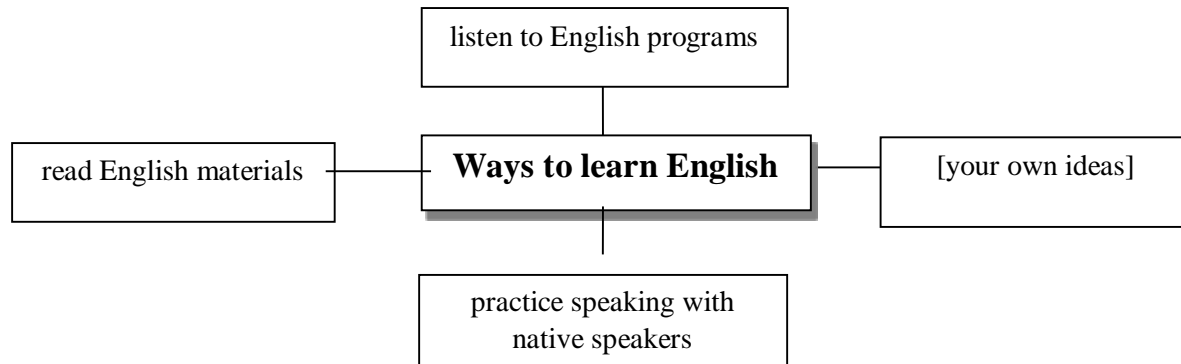 listen to English programs
read English materials
Ways to learn English
[your own ideas]
practice speaking with
native speakers